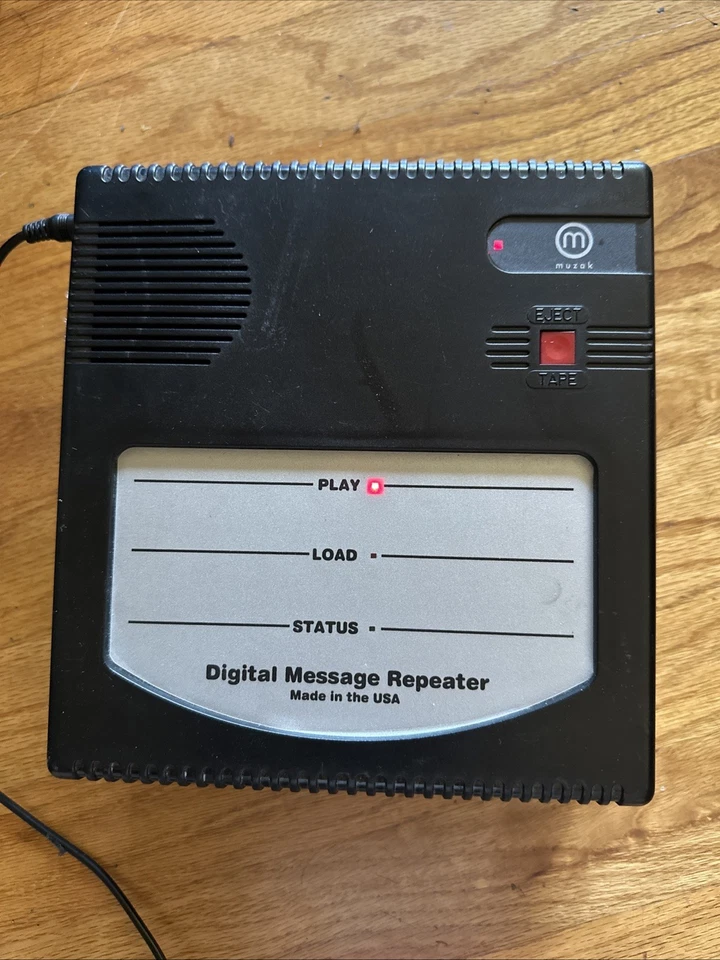 m
muzak
EJECT
TAPE
PLAY
LOAD
STATUS
Digital Message Repeater
Made in the USA